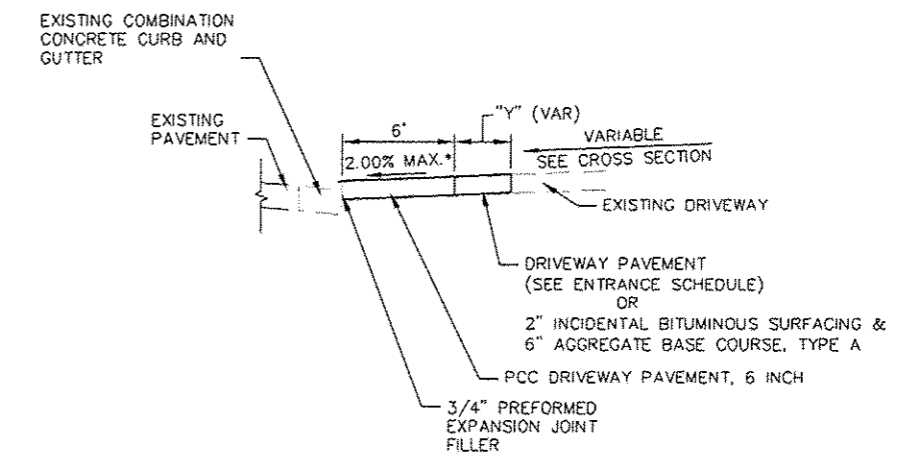 EXISTING COMBINATION
CONCRETE CURB AND
GUTTER
EXISTING
PAVEMENT
6'
"Y" (VAR)
2.00% MAX.*
VARIABLE
SEE CROSS SECTION
EXISTING DRIVEWAY
DRIVEWAY PAVEMENT
(SEE ENTRANCE SCHEDULE)
OR
2" INCIDENTAL BITUMINOUS SURFACING &
6" AGGREGATE BASE COURSE, TYPE A
PCC DRIVEWAY PAVEMENT, 6 INCH
3/4" PREFORMED
EXPANSION JOINT
FILLER